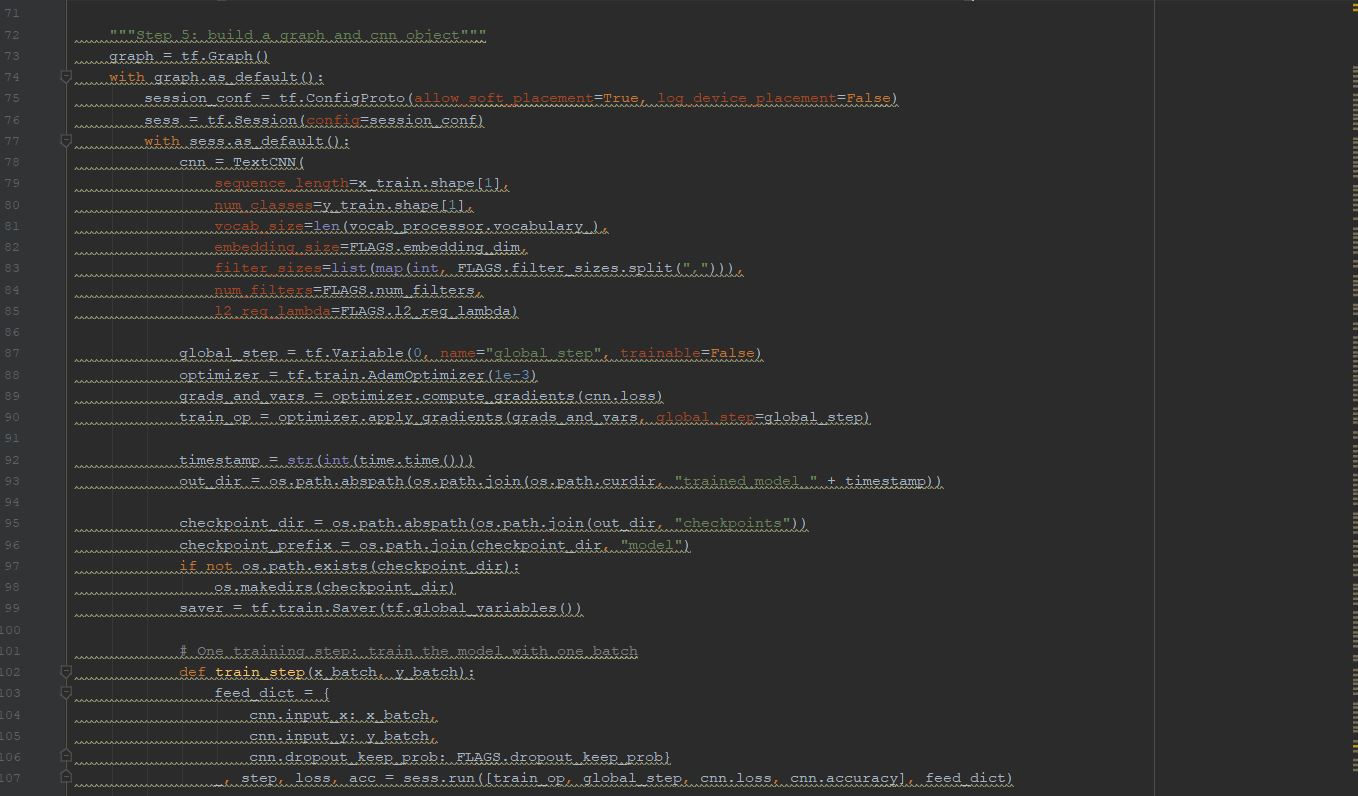 71
72 """Step 5: build a graph and cnn object"""
73 graph = tf.Graph()
74 with graph.as_default():
75 session_conf = tf.ConfigProto(allow_soft_placement=True, log_device_placement=False)
76 sess = tf.Session(config=session_conf)
77 with sess.as_default():
78 cnn = TextCNN(
79 sequence_length=x_train.shape[1],
80 num_classes=y_train.shape[1],
81 vocab_size=len(vocab_processor.vocabulary_),
82 embedding_size=FLAGS.embedding_dim,
83 filter_sizes=list(map(int, FLAGS.filter_sizes.split(","))),
84 num_filters=FLAGS.num_filters,
85 l2_reg_lambda=FLAGS.l2_reg_lambda)
86
87 global_step = tf.Variable(0, name="global_step", trainable=False)
88 optimizer = tf.train.AdamOptimizer(1e-3)
89 grads_and_vars = optimizer.compute_gradients(cnn.loss)
90 train_op = optimizer.apply_gradients(grads_and_vars, global_step=global_step)
91
92 timestamp = str(int(time.time()))
93 out_dir = os.path.abspath(os.path.join(os.path.curdir, "trained_model_" + timestamp))
94
95 checkpoint_dir = os.path.abspath(os.path.join(out_dir, "checkpoints"))
96 checkpoint_prefix = os.path.join(checkpoint_dir, "model")
97 if not os.path.exists(checkpoint_dir):
98 os.makedirs(checkpoint_dir)
99 saver = tf.train.Saver(tf.global_variables())
100
101 # One training step: train the model with one batch
102 def train_step(x_batch, y_batch):
103 feed_dict = {
104 cnn.input_x: x_batch,
105 cnn.input_y: y_batch,
106 cnn.dropout_keep_prob: FLAGS.dropout_keep_prob}
107 _, step, loss, acc = sess.run([train_op, global_step, cnn.loss, cnn.accuracy], feed_dict)